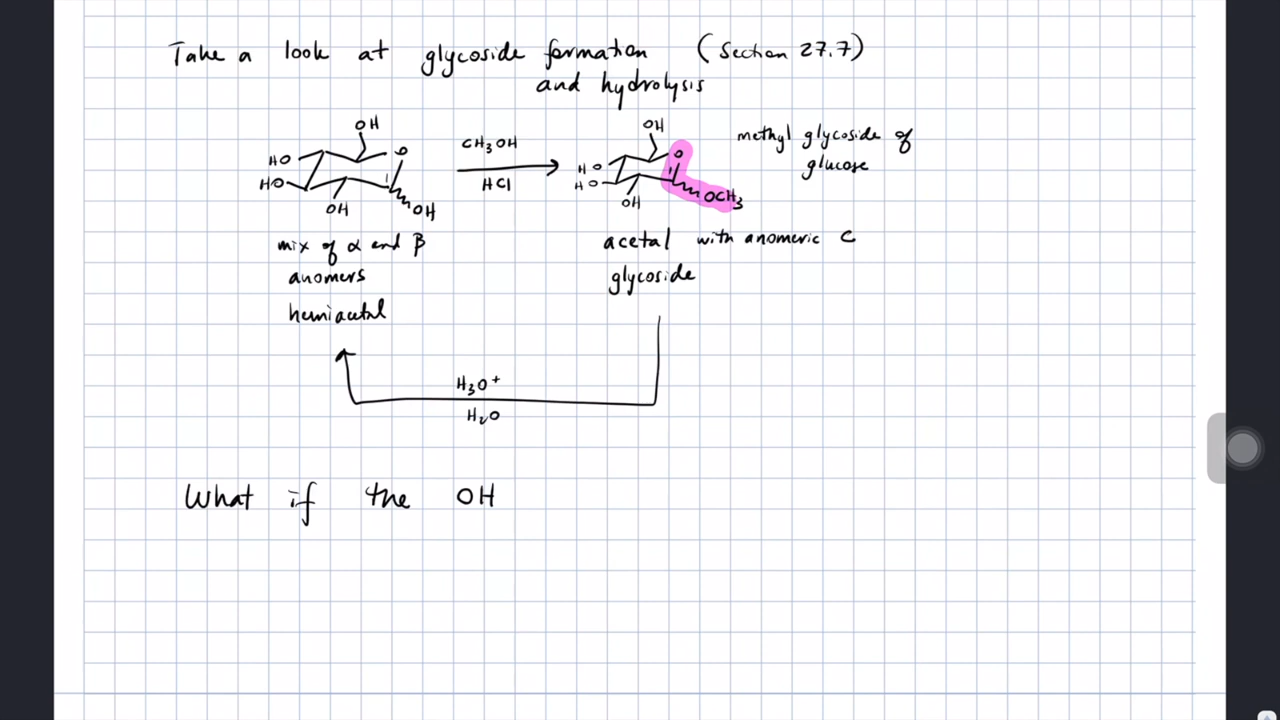 Take a look at glycoside formation (Section 27.7)
and hydrolysis
OH
HO
HO
O
OH
1
OH
CH₃OH
HCl
OH
HO
HO
O
OH
1
OCH₃
methyl glycoside of
glucose
mix of α and β
anomers
hemiacetal
acetal with anomeric C
glycoside
H₃O⁺
H₂O
What if the OH